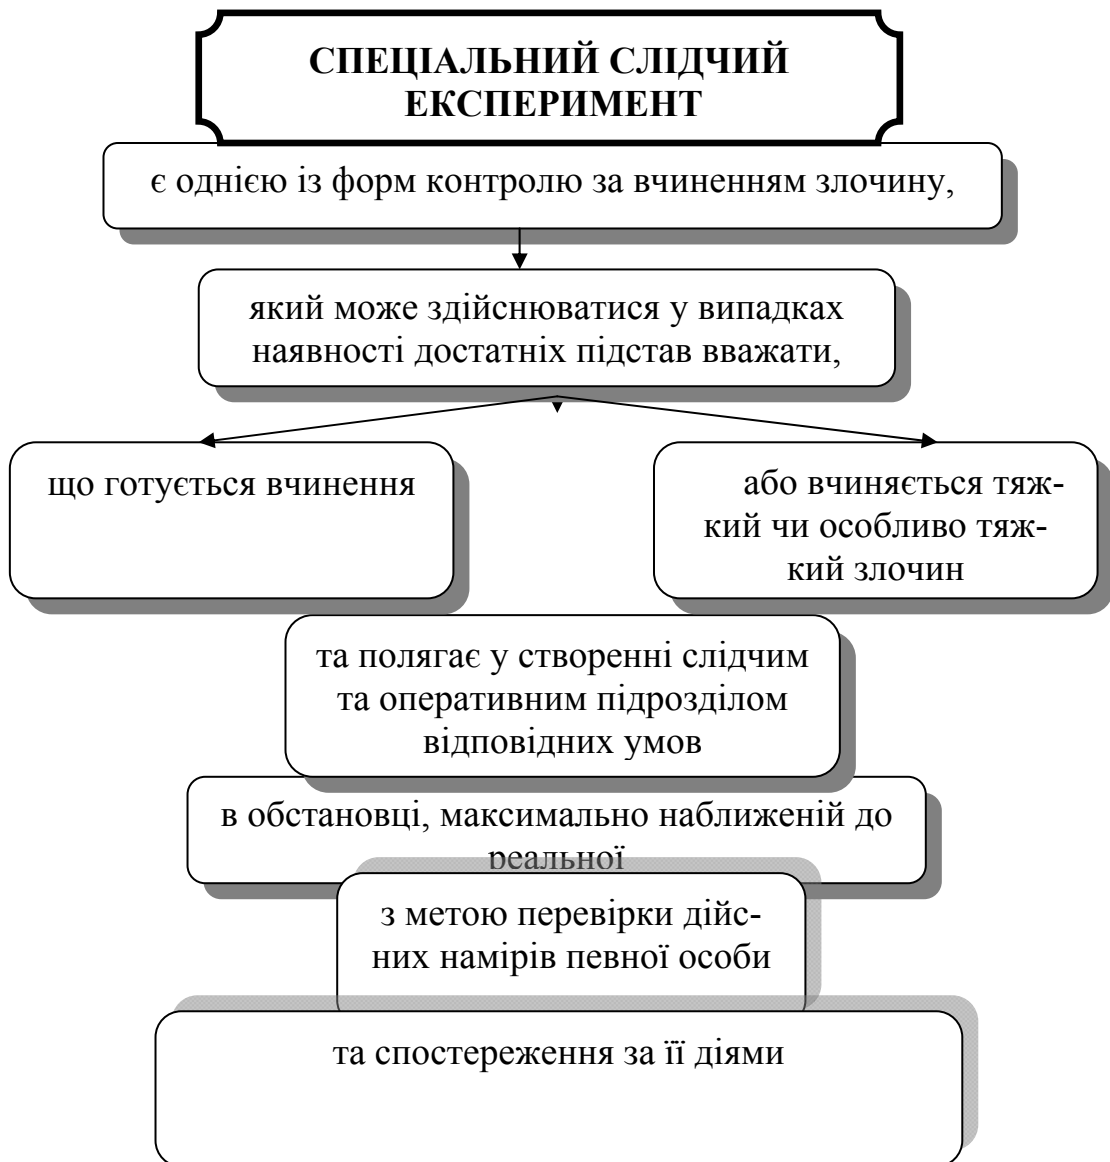 СПЕЦІАЛЬНИЙ СЛІДЧИЙ
ЕКСПЕРИМЕНТ
є однією із форм контролю за вчиненням злочину,
який може здійснюватися у випадках
наявності достатніх підстав вважати,
що готується вчинення
або вчиняється тяж-
кий чи особливо тяж-
кий злочин
та полягає у створенні слідчим
та оперативним підрозділом
відповідних умов
в обстановці, максимально наближеній до
реальної
з метою перевірки дійс-
них намірів певної особи
та спостереження за її діями